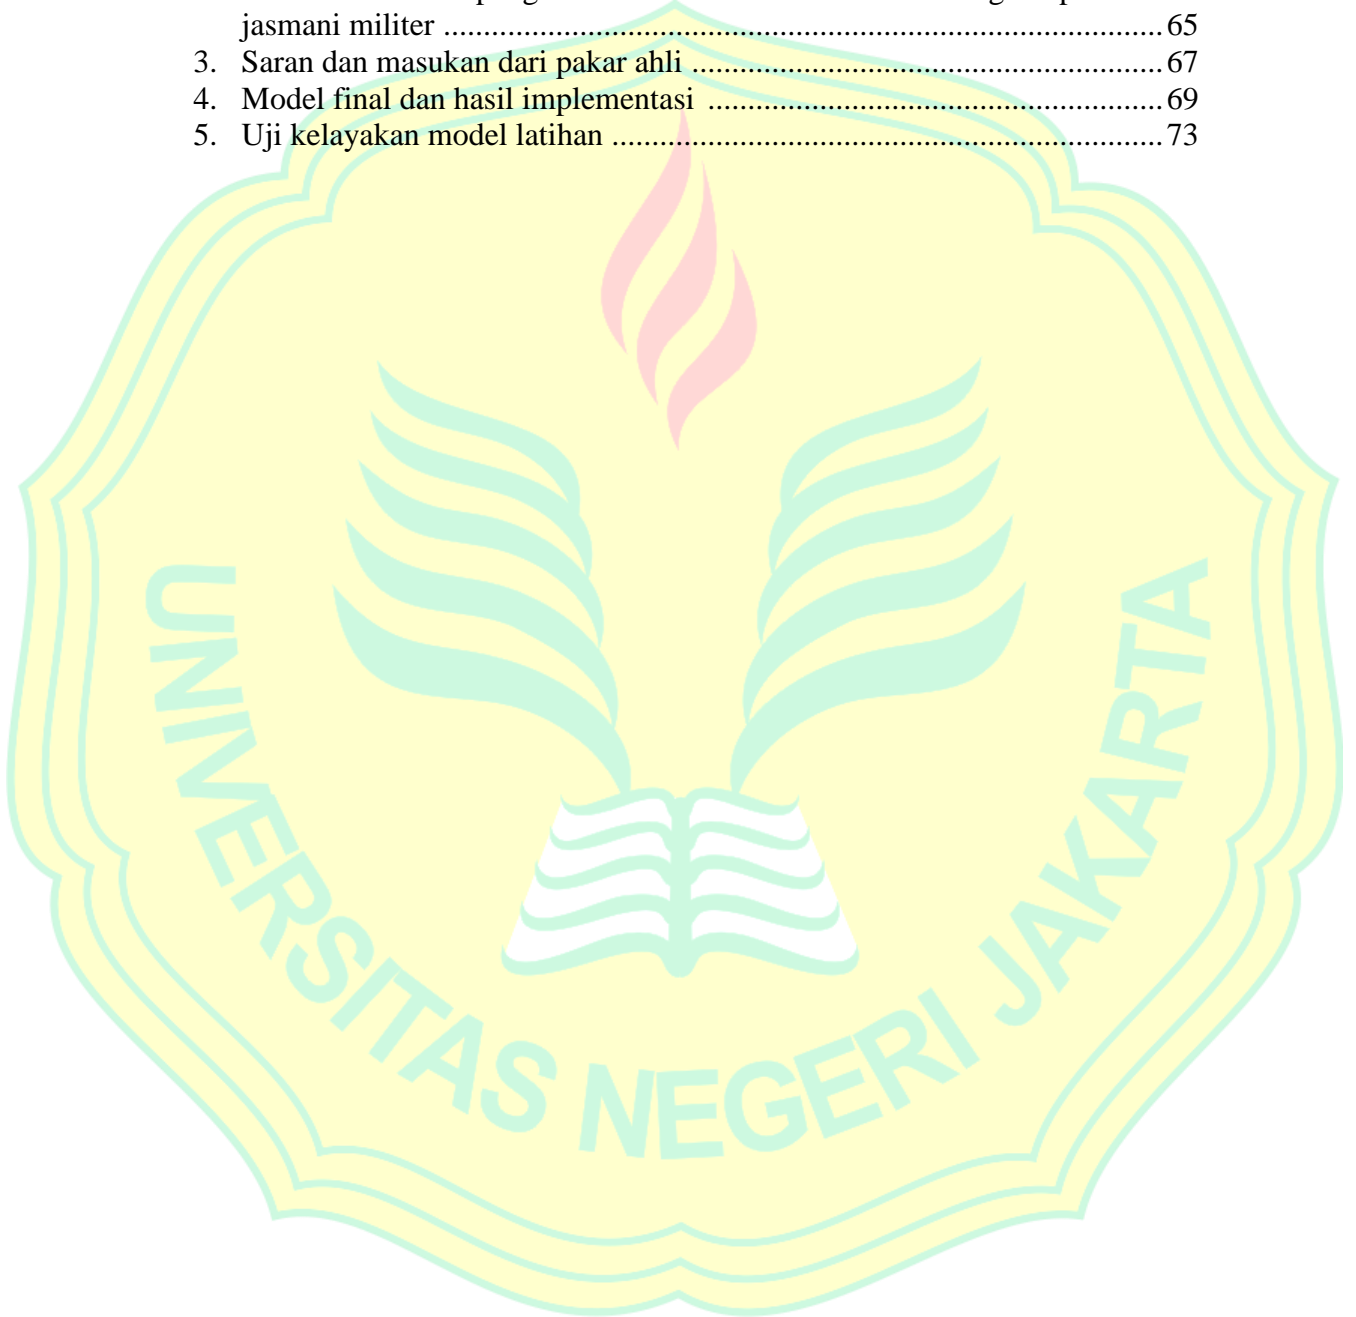 jasmani militer ........................................................................................... 65
3. Saran dan masukan dari pakar ahli ........................................................... 67
4. Model final dan hasil implementasi ......................................................... 69
5. Uji kelayakan model latihan ..................................................................... 73
UNIVERSITAS NEGERI JAKARTA